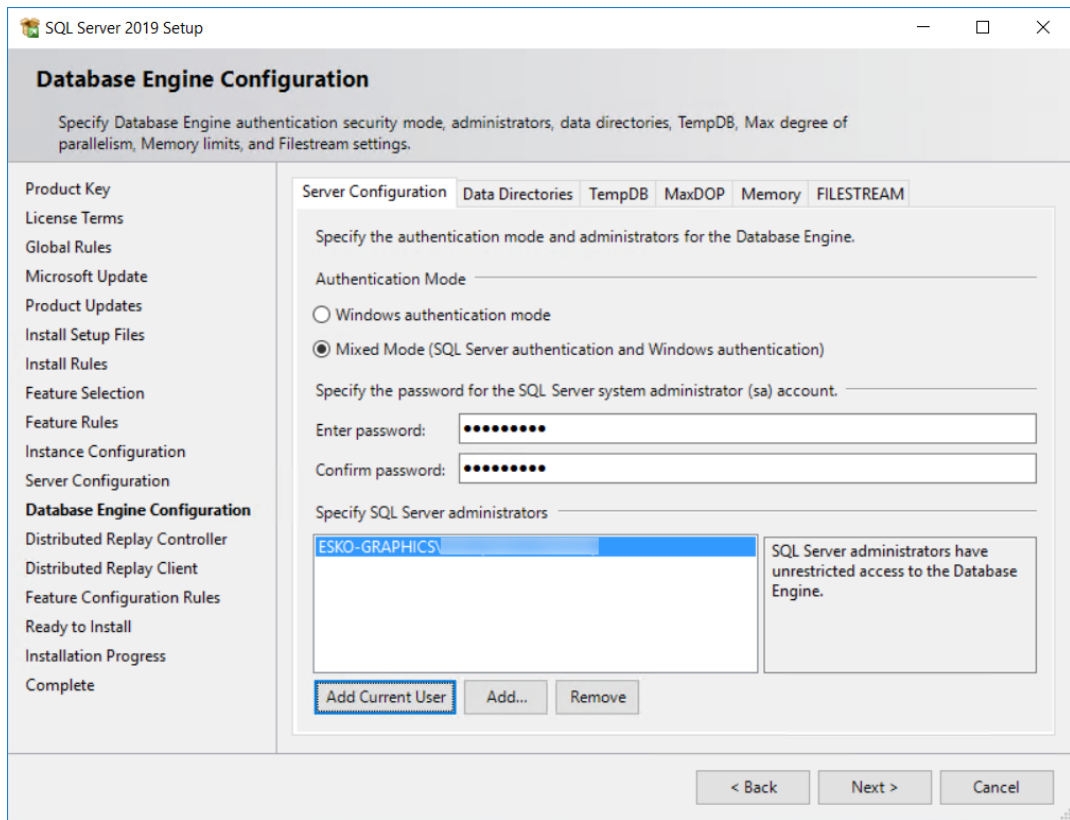 SQL Server 2019 Setup
Database Engine Configuration
Specify Database Engine authentication security mode, administrators, data directories, TempDB, Max degree of
parallelism, Memory limits, and Filestream settings.
Product Key
License Terms
Global Rules
Microsoft Update
Product Updates
Install Setup Files
Install Rules
Feature Selection
Feature Rules
Instance Configuration
Server Configuration
Database Engine Configuration
Distributed Replay Controller
Distributed Replay Client
Feature Configuration Rules
Ready to Install
Installation Progress
Complete
Server Configuration Data Directories TempDB MaxDOP Memory FILESTREAM
Specify the authentication mode and administrators for the Database Engine.
Authentication Mode
Windows authentication mode
Mixed Mode (SQL Server authentication and Windows authentication)
Specify the password for the SQL Server system administrator (sa) account.
Enter password: ●●●●●●●●●
Confirm password: ●●●●●●●●●
Specify SQL Server administrators
ESKO-GRAPHICS\
SQL Server administrators have
unrestricted access to the Database
Engine.
Add Current User Add... Remove
< Back Next > Cancel